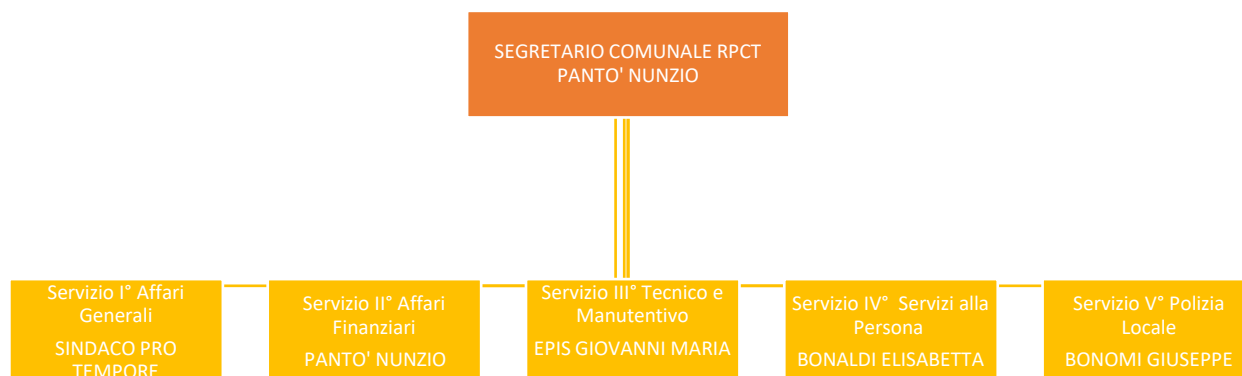 SEGRETARIO COMUNALE RPCT
PANTO' NUNZIO
Servizio I° Affari
Generali
SINDACO PRO
TEMPORE
Servizio II° Affari
Finanziari
PANTO' NUNZIO
Servizio III° Tecnico e
Manutentivo
EPIS GIOVANNI MARIA
Servizio IV° Servizi alla
Persona
BONALDI ELISABETTA
Servizio V° Polizia
Locale
BONOMI GIUSEPPE